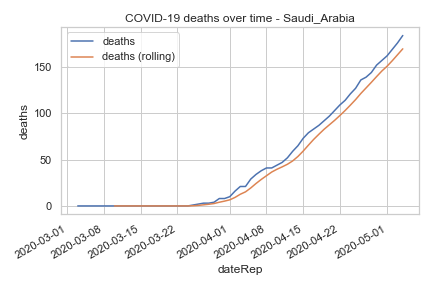 COVID-19 deaths over time - Saudi_Arabia
deaths
deaths (rolling)
150
100
50
0
deaths
2020-03-01
2020-03-08
2020-03-15
2020-03-22
2020-04-01
2020-04-08
2020-04-15
2020-04-22
2020-05-01
dateRep